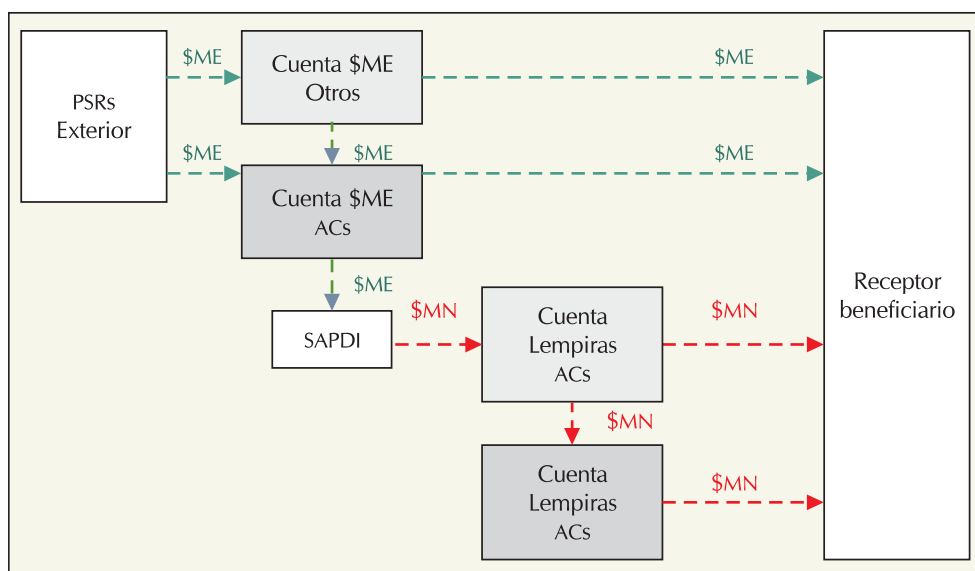 PSRs
Exterior
$ME
Cuenta $ME
Otros
$ME
$ME
$ME
Cuenta $ME
ACs
$ME
$ME
SAPDI
$MN
Cuenta
Lempiras
ACs
$MN
$MN
Cuenta
Lempiras
ACs
$MN
Receptor
beneficiario